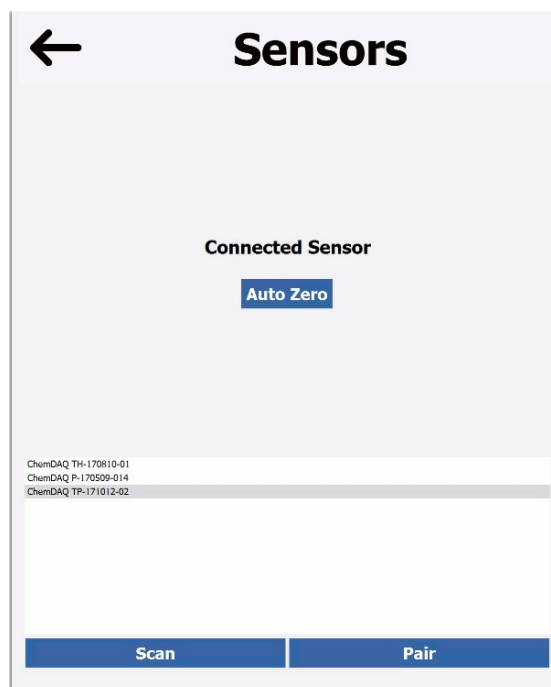 Sensors
Connected Sensor
Auto Zero
ChemDAQ TH-170810-01
ChemDAQ P-170509-014
ChemDAQ TP-171012-02
Scan
Pair